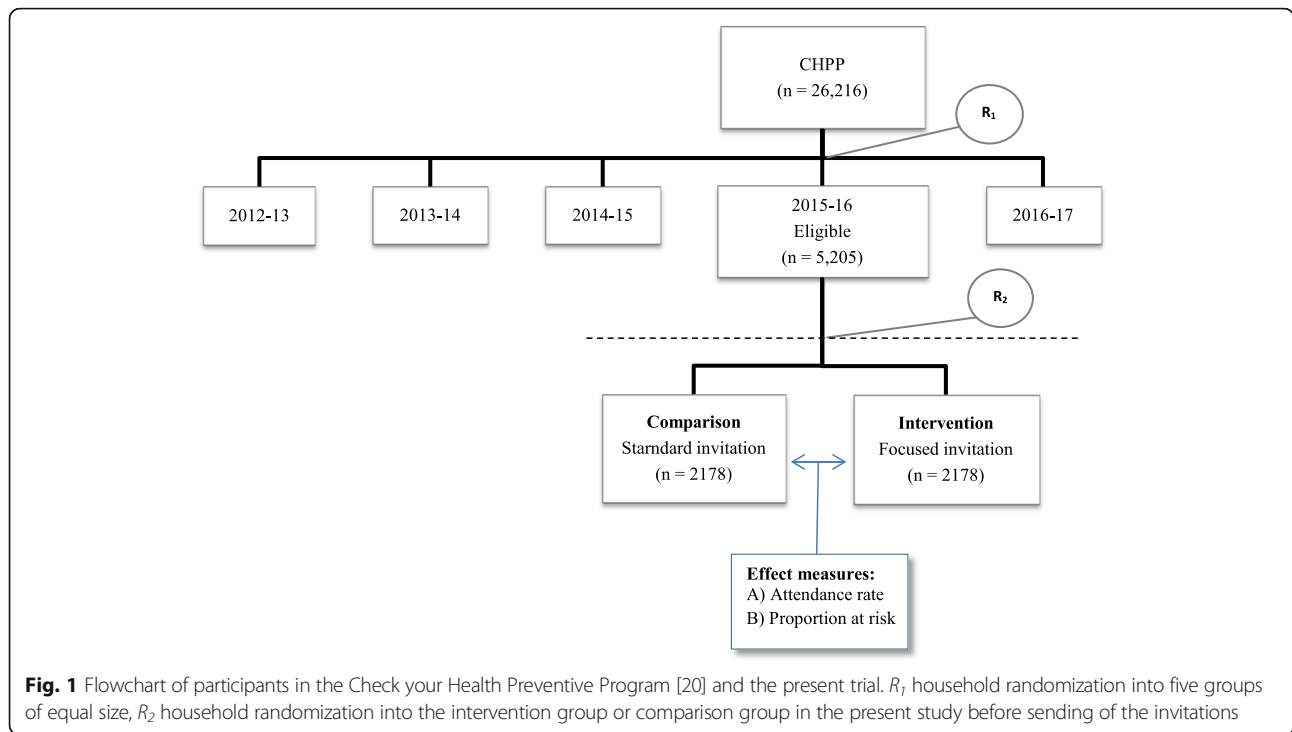 CHPP
(n = 26,216)
R₁
2012-13
2013-14
2014-15
2015-16
Eligible
(n = 5,205)
2016-17
R₂
Comparison
Starndard invitation
(n = 2178)
Intervention
Focused invitation
(n = 2178)
Effect measures:
A) Attendance rate
B) Proportion at risk
Fig. 1 Flowchart of participants in the Check your Health Preventive Program [20] and the present trial. R₁ household randomization into five groups
of equal size, R₂ household randomization into the intervention group or comparison group in the present study before sending of the invitations